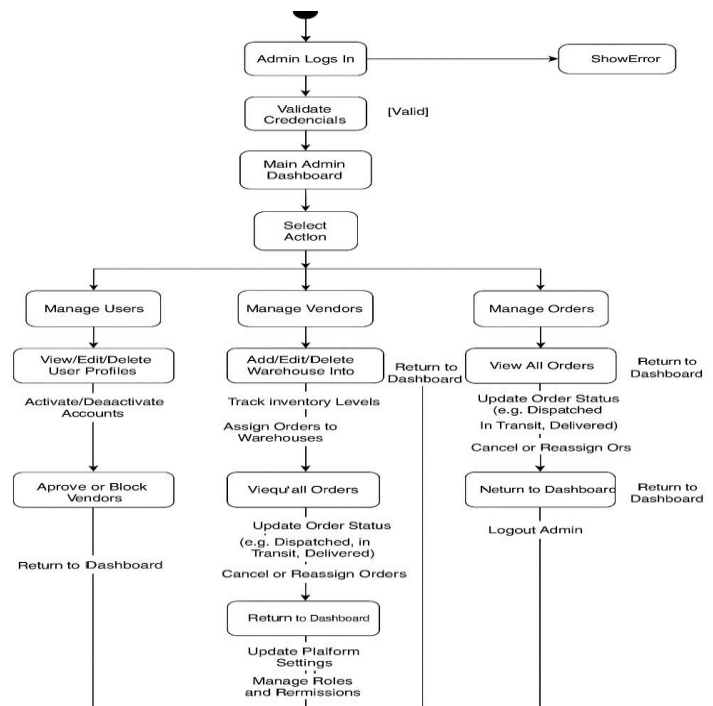 Admin Logs In
ShowError
Validate
Credencials
[Valid]
Main Admin
Dashboard
Select
Action
Manage Users
Manage Vendors
Manage Orders
View/Edit/Delete
User Profiles
Add/Edit/Delete
Warehouse Into
Return to
Dashboard
View All Orders
Return to
Dashboard
Activate/Deaactivate
Accounts
Track inventory Levels
Assign Orders to
Warehouses
Update Order Status
(e.g. Dispatched
In Transit, Delivered)
Cancel or Reassign Ors
Aprove or Block
Vendors
Viequ'all Orders
Neturn to Dashboard
Return to
Dashboard
Update Order Status
(e.g. Dispatched, in
Transit, Delivered)
Cancel or Reassign Orders
Logout Admin
Return to Dashboard
Return to Dashboard
Update Plalform
Settings
Manage Roles
and Rermissions